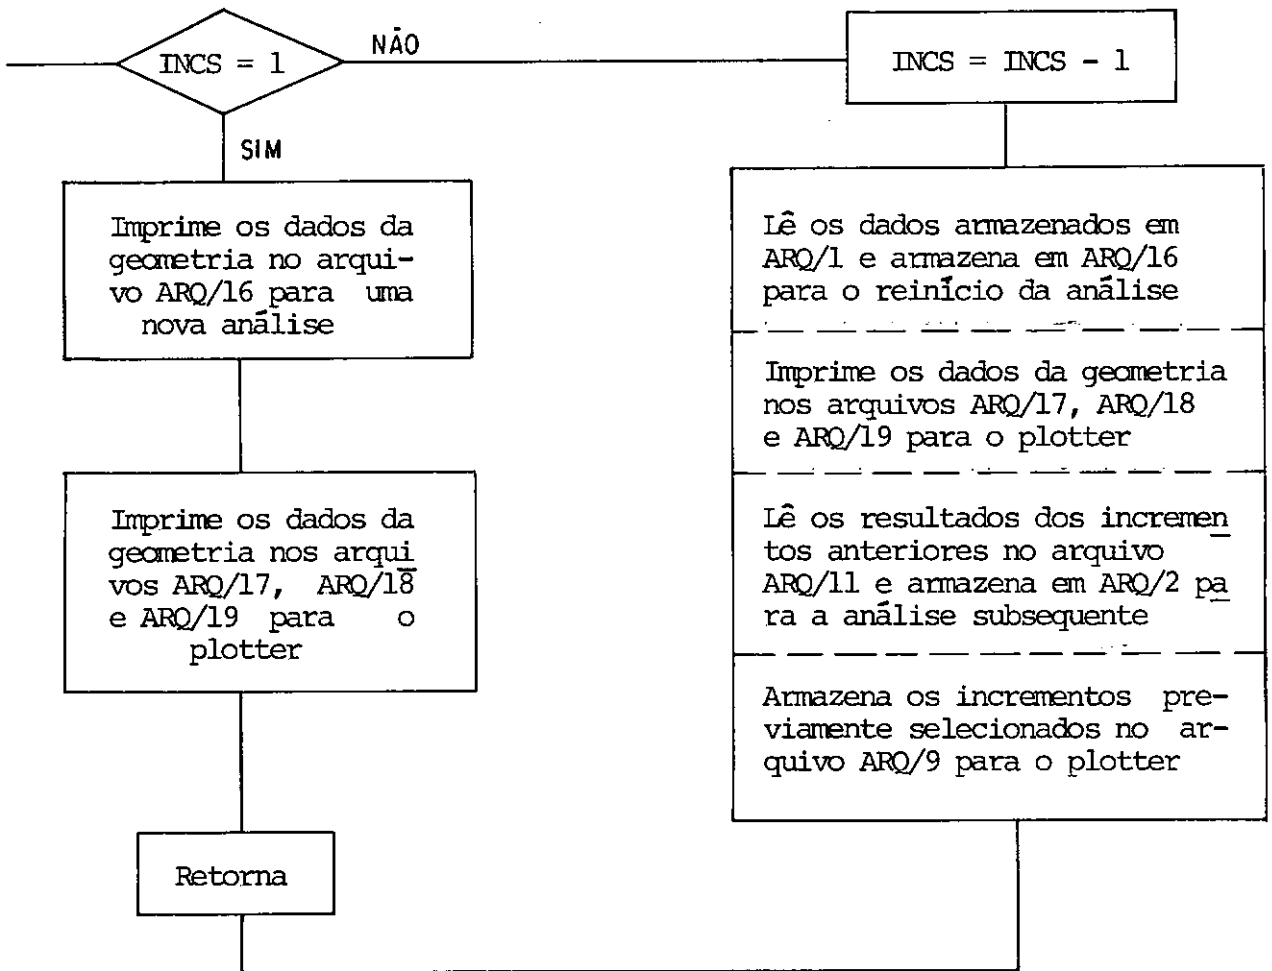 INCS = 1
NÃO
INCS = INCS - 1
SIM
Imprime os dados da
geometria no arqui-
vo ARQ/16 para uma
nova análise
Imprime os dados da
geometria nos arqui
vos ARQ/17, ARQ/18
e ARQ/19 para o
plotter
Retorna
Lê os dados armazenados em
ARQ/1 e armazena em ARQ/16
para o reinício da análise
Imprime os dados da geometria
nos arquivos ARQ/17, ARQ/18
e ARQ/19 para o plotter
Lê os resultados dos incremen
tos anteriores no arquivo
ARQ/11 e armazena em ARQ/2 pa
ra a análise subsequente
Armazena os incrementos pre-
viamente selecionados no ar-
quivo ARQ/9 para o plotter